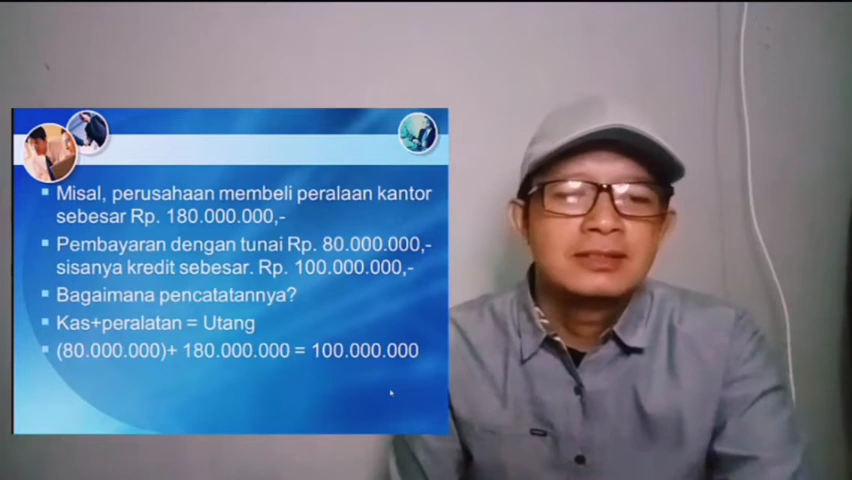 Misal, perusahaan membeli peralaan kantor
sebesar Rp. 180.000.000,-
Pembayaran dengan tunai Rp. 80.000.000,-
sisanya kredit sebesar. Rp. 100.000.000,-
Bagaimana pencatatannya?
Kas+peralatan = Utang
(80.000.000)+ 180.000.000 = 100.000.000